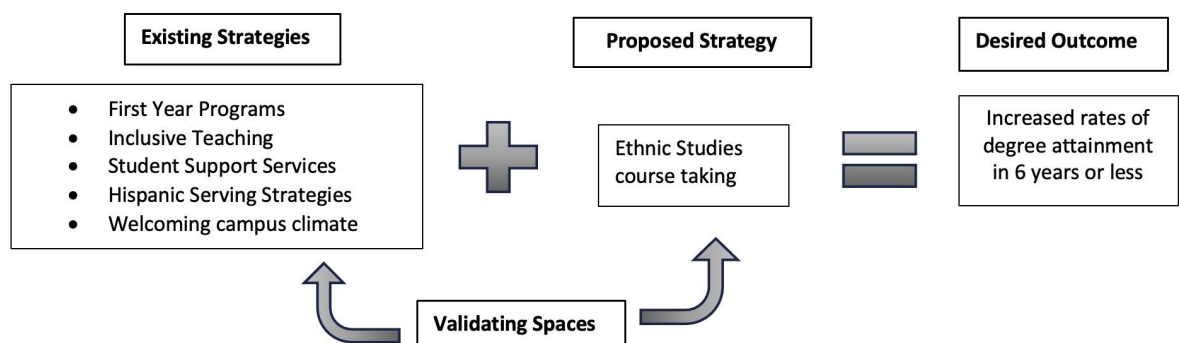 Existing Strategies
Proposed Strategy
Desired Outcome
• First Year Programs
• Inclusive Teaching
• Student Support Services
• Hispanic Serving Strategies
• Welcoming campus climate
Ethnic Studies
course taking
Increased rates of
degree attainment
in 6 years or less
Validating Spaces